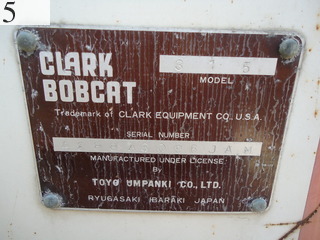 5
CLARK
BOBCAT
6 3 5
MODEL
Trademark of CLARK EQUIPMENT CO. U.S.A.
SERIAL NUMBER
MANUFACTURED UNDER LICENSE
By
TOYO UMPANKI CO., LTD.
RYUGASAKI IBARAKI JAPAN